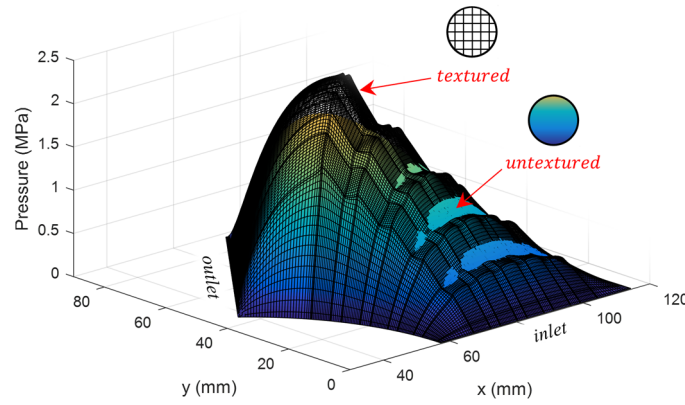 2.5
2
1.5
1
0.5
0
Pressure (MPa)
textured
untextured
outlet
inlet
80
60
40
20
0
y (mm)
40
60
80
100
120
x (mm)